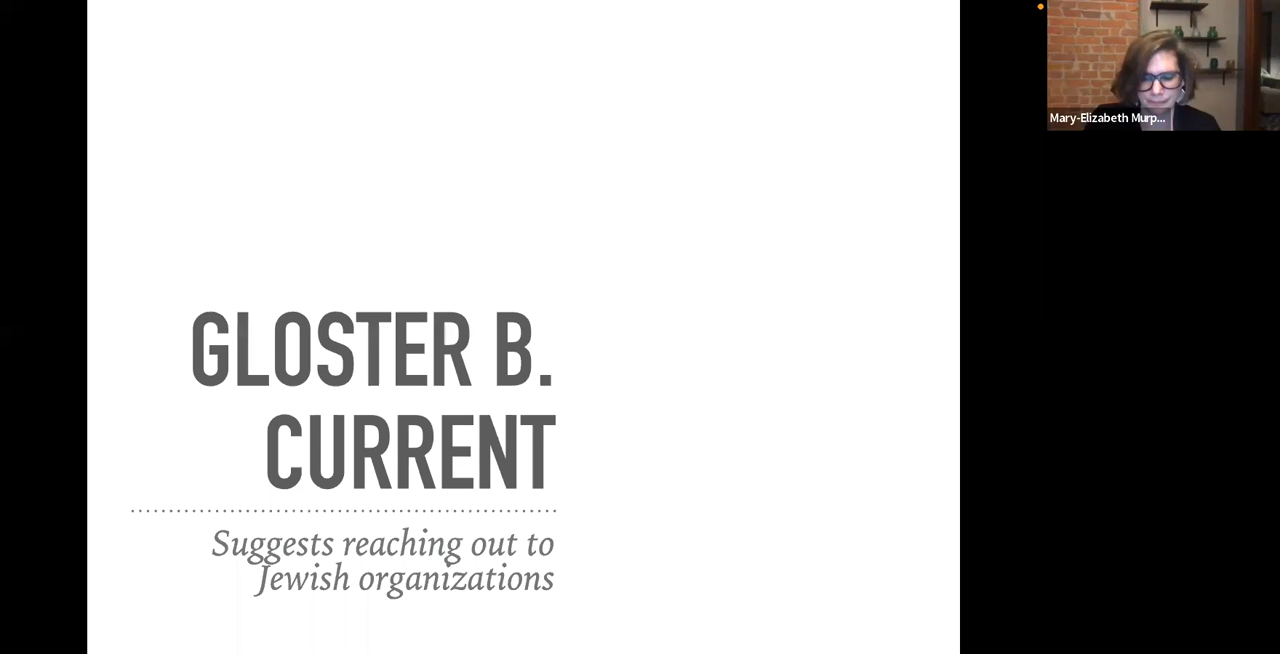 GLOSTER B.
CURRENT
Suggests reaching out to
Jewish organizations
Mary-Elizabeth Murp...